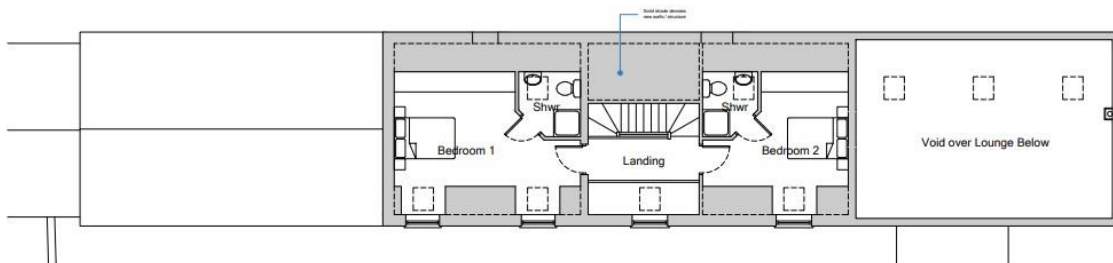 Solid shade denotes
new walls / structure
Shwr
Shwr
Bedroom 1
Landing
Bedroom 2
Void over Lounge Below